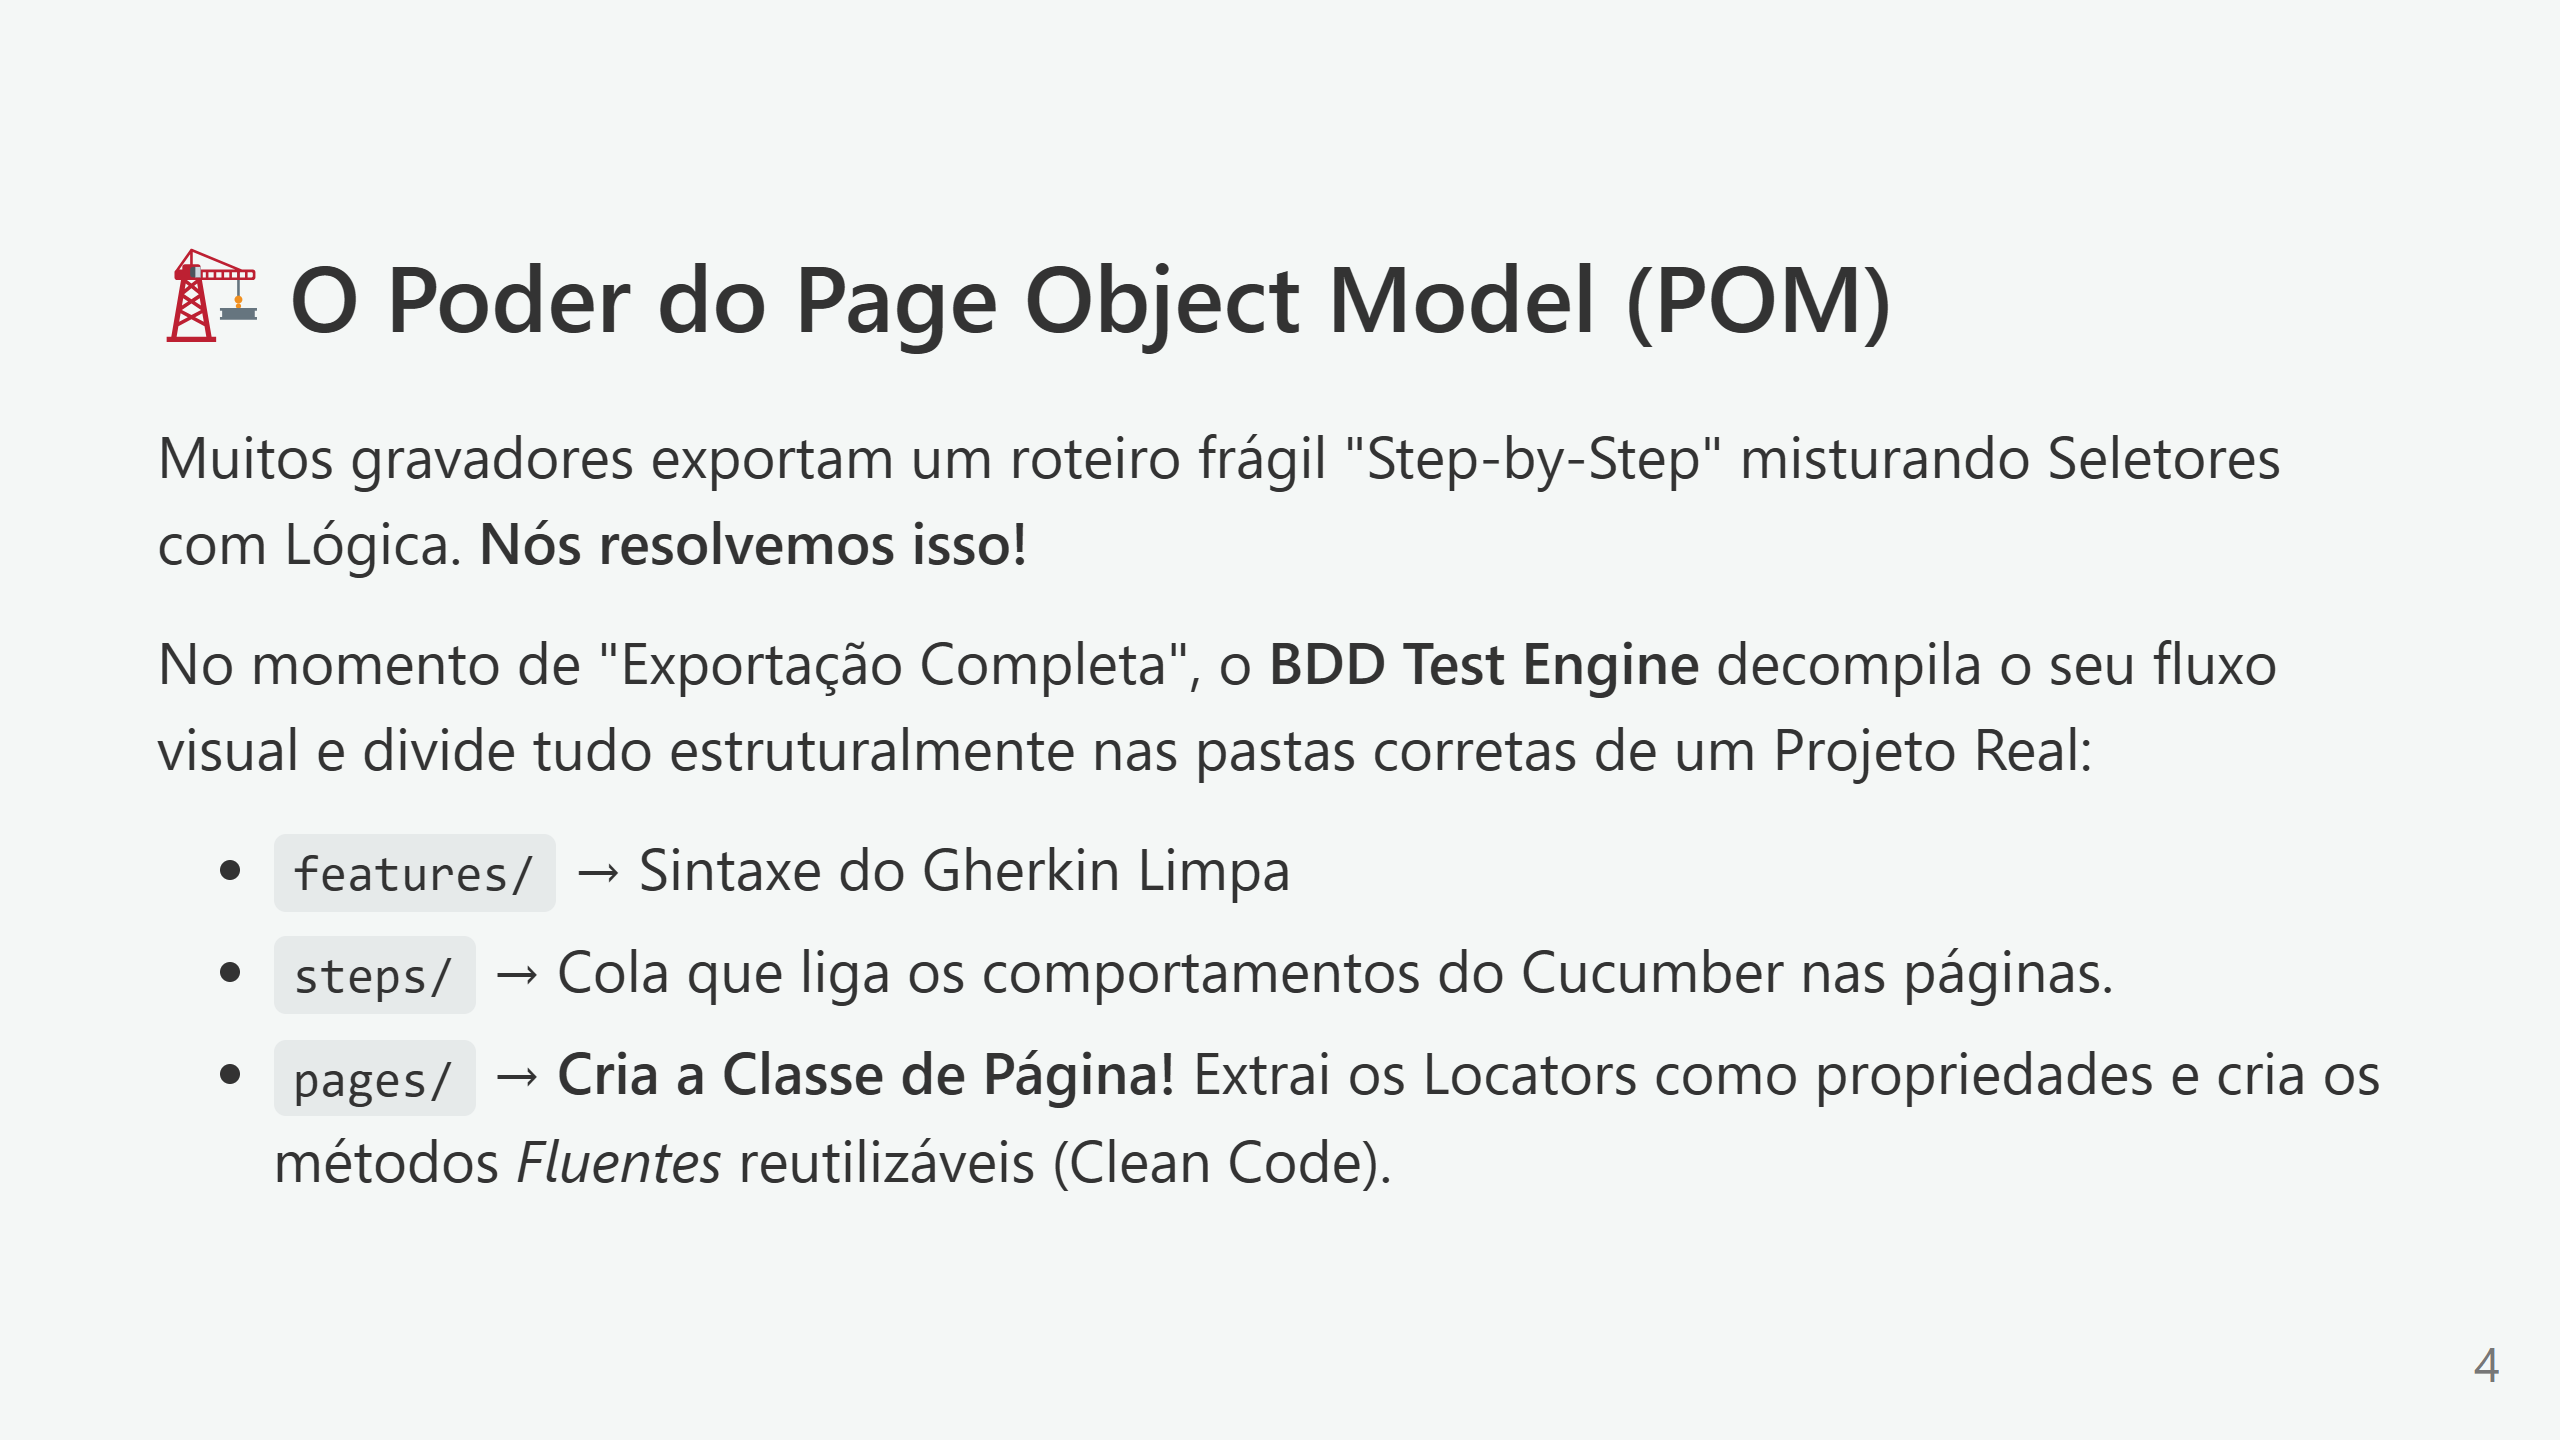 🏗️ O Poder do Page Object Model (POM)
Muitos gravadores exportam um roteiro frágil "Step-by-Step" misturando Seletores
com Lógica. Nós resolvemos isso!
No momento de "Exportação Completa", o BDD Test Engine decompila o seu fluxo
visual e divide tudo estruturalmente nas pastas corretas de um Projeto Real:
• features/ → Sintaxe do Gherkin Limpa
• steps/ → Cola que liga os comportamentos do Cucumber nas páginas.
• pages/ → Cria a Classe de Página! Extrai os Locators como propriedades e cria os
métodos Fluentes reutilizáveis (Clean Code).
4